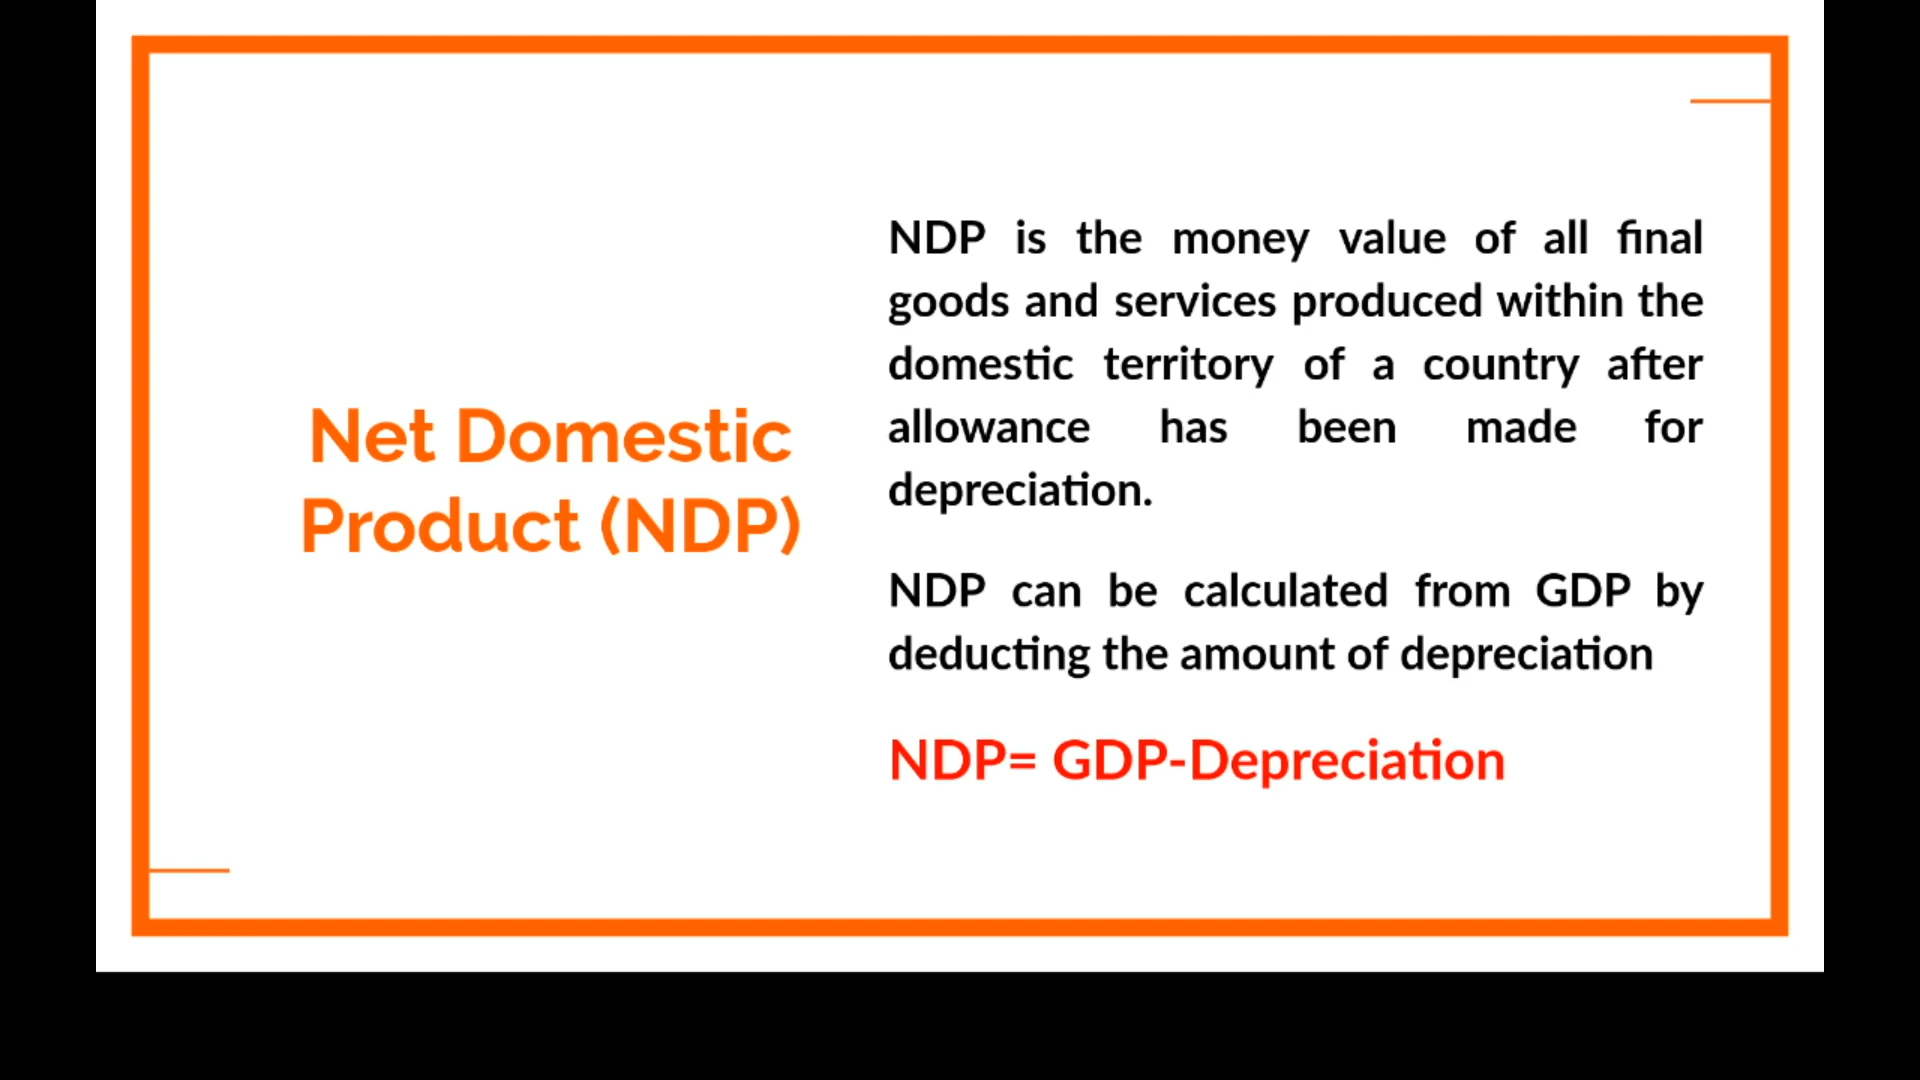 Net Domestic
Product (NDP)
NDP is the money value of all final
goods and services produced within the
domestic territory of a country after
allowance has been made for
depreciation.
NDP can be calculated from GDP by
deducting the amount of depreciation
NDP= GDP-Depreciation